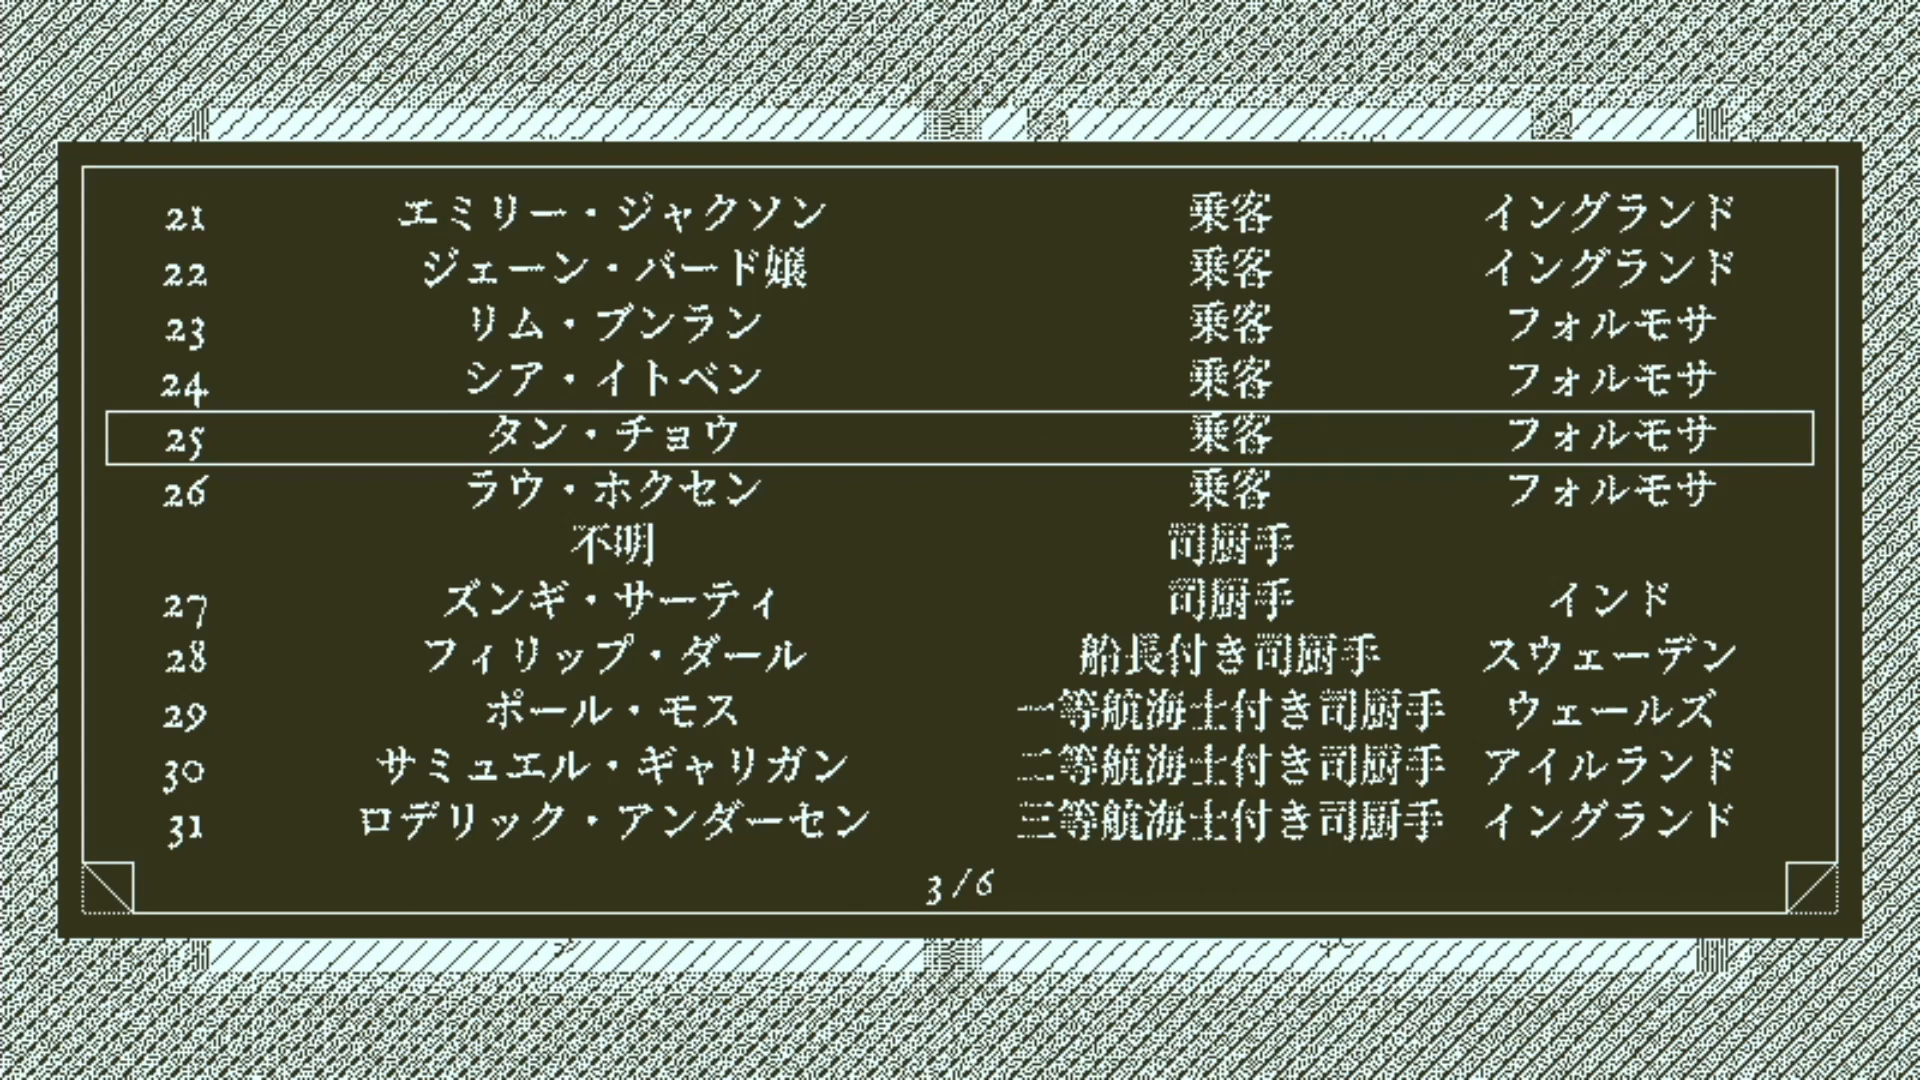 21 エミリー・ジャクソン 乗客 イングランド
22 ジェーン・バード嬢 乗客 イングランド
23 リム・ブンラン 乗客 フォルモサ
24 シア・イトベン 乗客 フォルモサ
25 タン・チョウ 乗客 フォルモサ
26 ラウ・ホクセン 乗客 フォルモサ
不明 司厨手
27 ズンギ・サーティ 司厨手 インド
28 フィリップ・ダール 船長付き司厨手 スウェーデン
29 ポール・モス 一等航海士付き司厨手 ウェールズ
30 サミュエル・ギャリガン 二等航海士付き司厨手 アイルランド
31 ロデリック・アンダーセン 三等航海士付き司厨手 イングランド
3/6